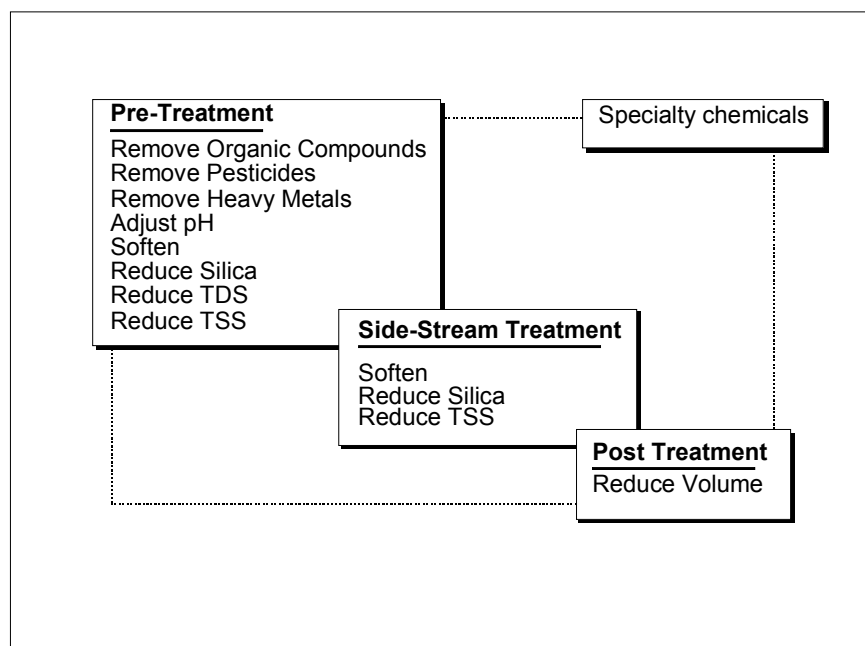 Pre-Treatment
Remove Organic Compounds
Remove Pesticides
Remove Heavy Metals
Adjust pH
Soften
Reduce Silica
Reduce TDS
Reduce TSS
Specialty chemicals
Side-Stream Treatment
Soften
Reduce Silica
Reduce TSS
Post Treatment
Reduce Volume